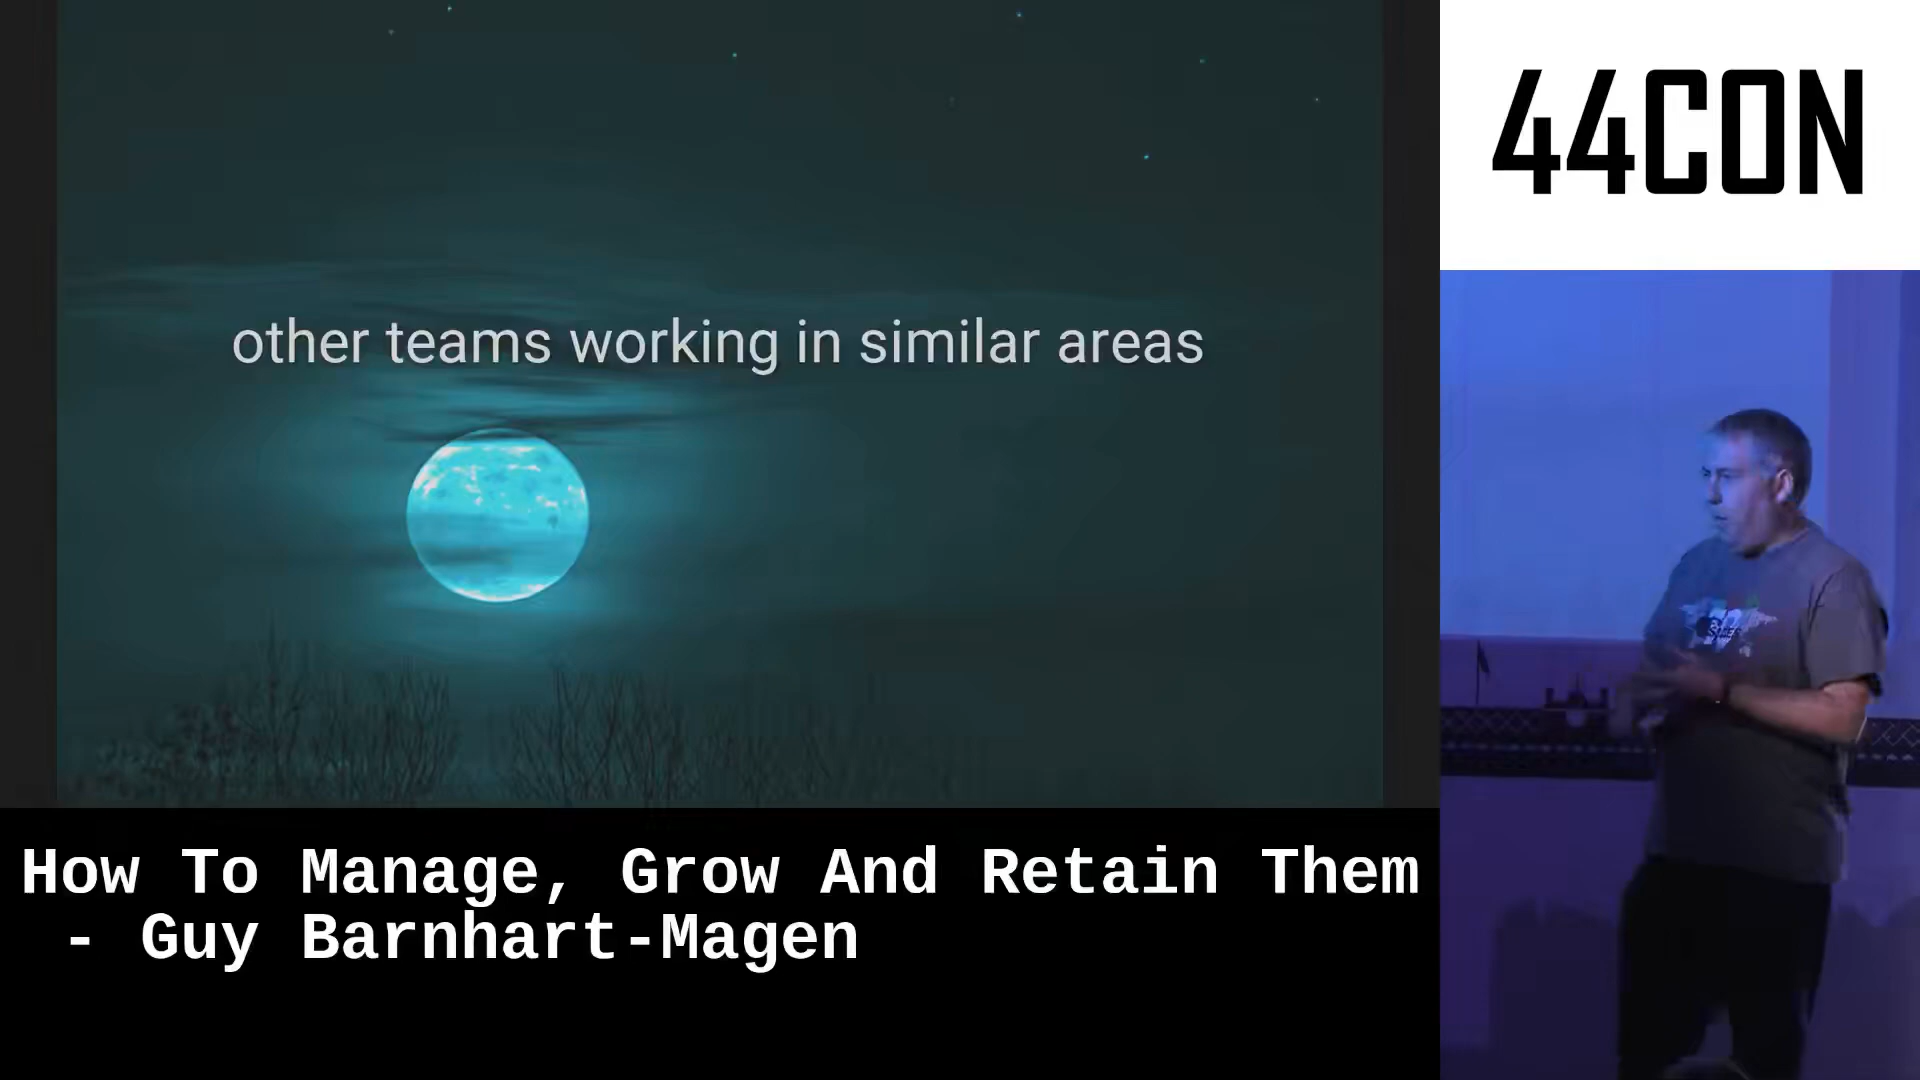 other teams working in similar areas
44CON
How To Manage, Grow And Retain Them
- Guy Barnhart-Magen